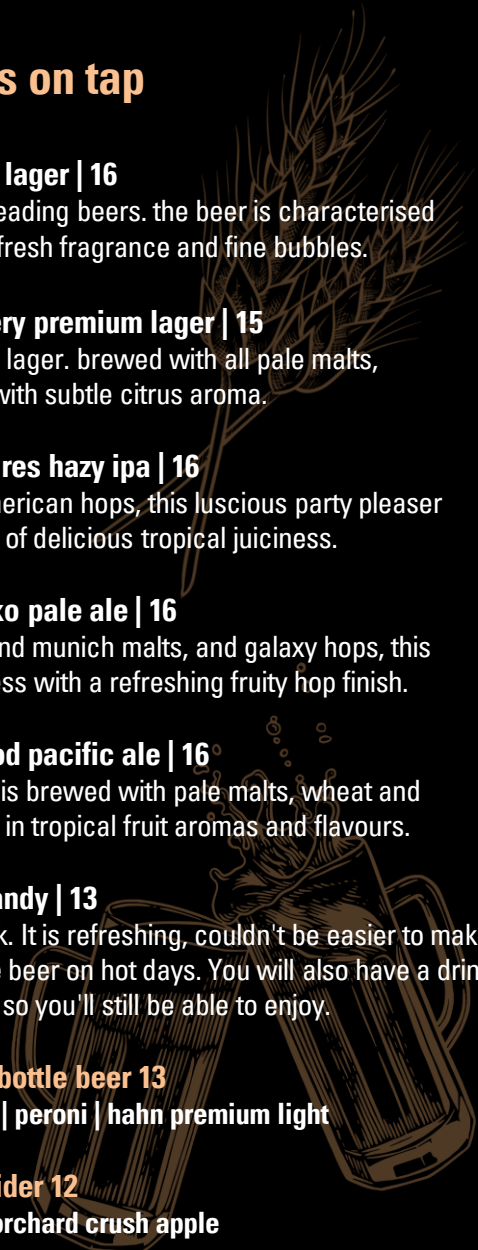 s on tap
lager | 16
eading beers. the beer is characterised
fresh fragrance and fine bubbles.
ery premium lager | 15
lager. brewed with all pale malts,
with subtle citrus aroma.
res hazy ipa | 16
merican hops, this luscious party pleaser
of delicious tropical juiciness.
ko pale ale | 16
nd munich malts, and galaxy hops, this
ess with a refreshing fruity hop finish.
od pacific ale | 16
is brewed with pale malts, wheat and
in tropical fruit aromas and flavours.
andy | 13
k. It is refreshing, couldn't be easier to mak
e beer on hot days. You will also have a drin
so you'll still be able to enjoy.
bottle beer 13
| peroni | hahn premium light
ider 12
orchard crush apple